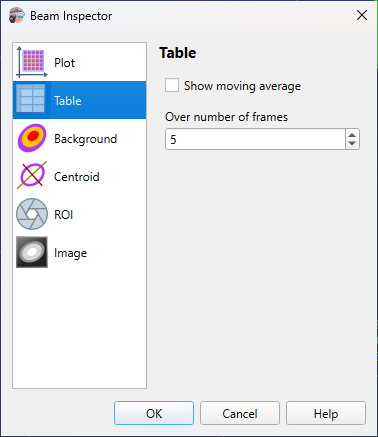 Beam Inspector
Plot
Table
Background
Centroid
ROI
Image
Table
Show moving average
Over number of frames
5
OK
Cancel
Help